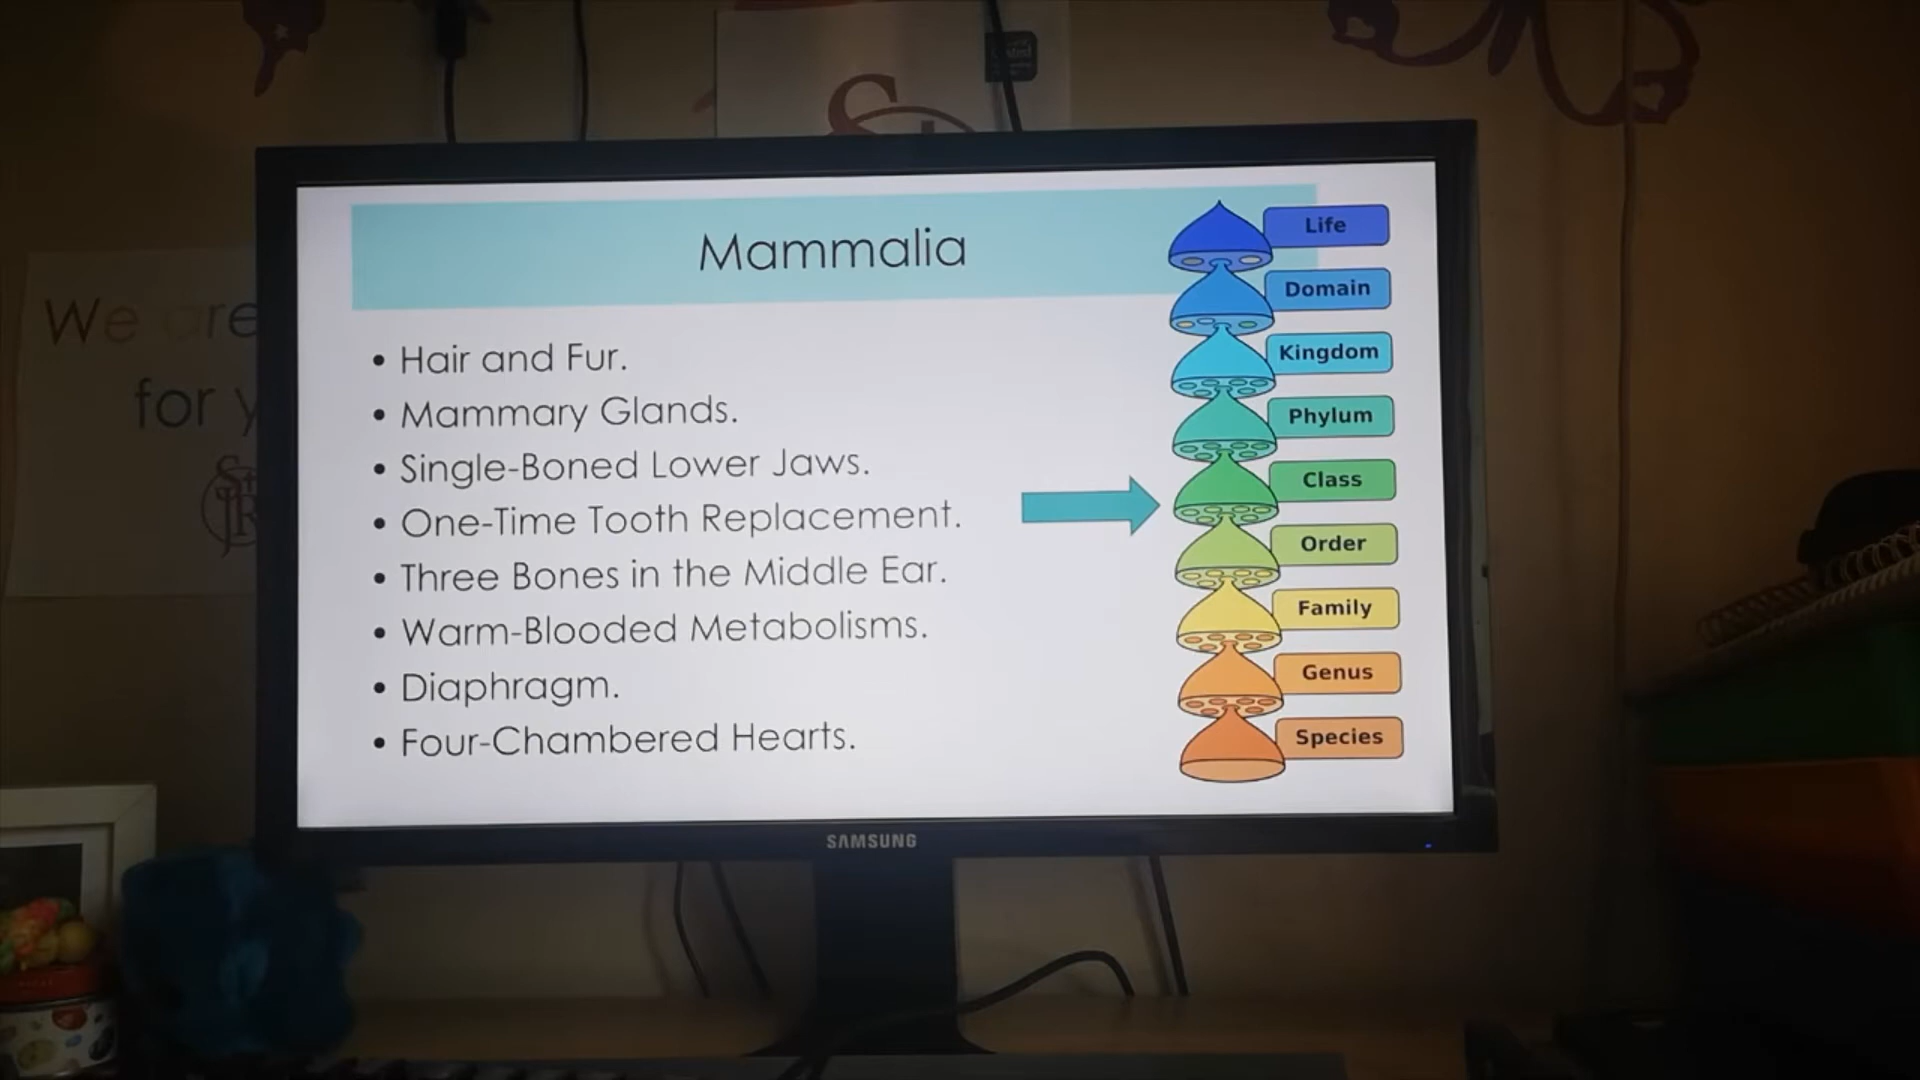 Mammalia
• Hair and Fur.
• Mammary Glands.
• Single-Boned Lower Jaws.
• One-Time Tooth Replacement.
• Three Bones in the Middle Ear.
• Warm-Blooded Metabolisms.
• Diaphragm.
• Four-Chambered Hearts.
Life
Domain
Kingdom
Phylum
Class
Order
Family
Genus
Species
SAMSUNG
We are
for y